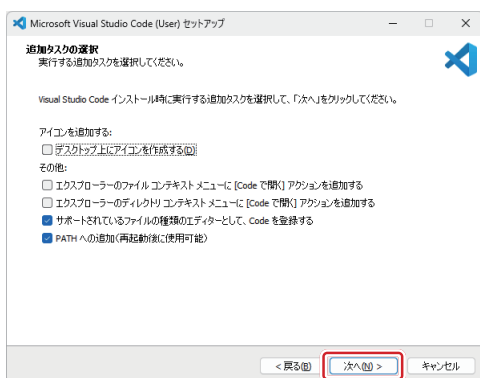 Microsoft Visual Studio Code (User) セットアップ
追加タスクの選択
実行する追加タスクを選択してください。
Visual Studio Code インストール時に実行する追加タスクを選択して、「次へ」をクリックしてください。
アイコンを追加する:
デスクトップ上にアイコンを作成する(D)
その他:
エクスプローラーのファイル コンテキスト メニューに [Code で開く] アクションを追加する
エクスプローラーのディレクトリ コンテキスト メニューに [Code で開く] アクションを追加する
サポートされているファイルの種類のエディターとして、Code を登録する
PATH への追加(再起動後に使用可能)
< 戻る(B) 次へ(N) > キャンセル